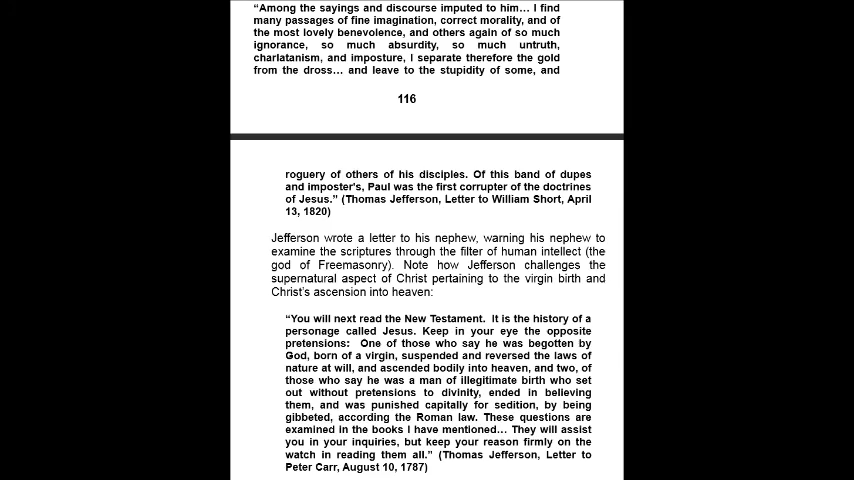 “Among the sayings and discourse imputed to him… I find
many passages of fine imagination, correct morality, and of
the most lovely benevolence, and others again of so much
ignorance, so much absurdity, so much untruth,
charlatanism, and imposture, I separate therefore the gold
from the dross… and leave to the stupidity of some, and
116
roguery of others of his disciples. Of this band of dupes
and imposter's, Paul was the first corrupter of the doctrines
of Jesus.” (Thomas Jefferson, Letter to William Short, April
13, 1820)
Jefferson wrote a letter to his nephew, warning his nephew to
examine the scriptures through the filter of human intellect (the
god of Freemasonry). Note how Jefferson challenges the
supernatural aspect of Christ pertaining to the virgin birth and
Christ’s ascension into heaven:
“You will next read the New Testament. It is the history of a
personage called Jesus. Keep in your eye the opposite
pretensions: One of those who say he was begotten by
God, born of a virgin, suspended and reversed the laws of
nature at will, and ascended bodily into heaven, and two, of
those who say he was a man of illegitimate birth who set
out without pretensions to divinity, ended in believing
them, and was punished capitally for sedition, by being
gibbeted, according the Roman law. These questions are
examined in the books I have mentioned… They will assist
you in your inquiries, but keep your reason firmly on the
watch in reading them all.” (Thomas Jefferson, Letter to
Peter Carr, August 10, 1787)